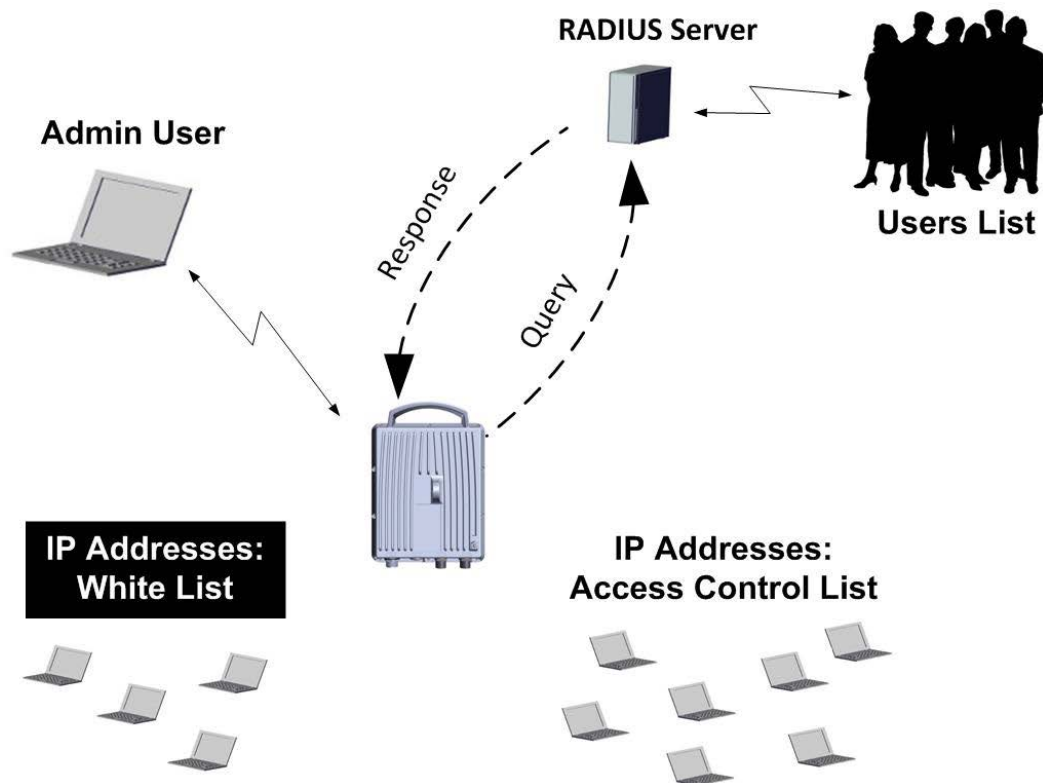 RADIUS Server
Admin User
Users List
Response
Query
IP Addresses:
White List
IP Addresses:
Access Control List